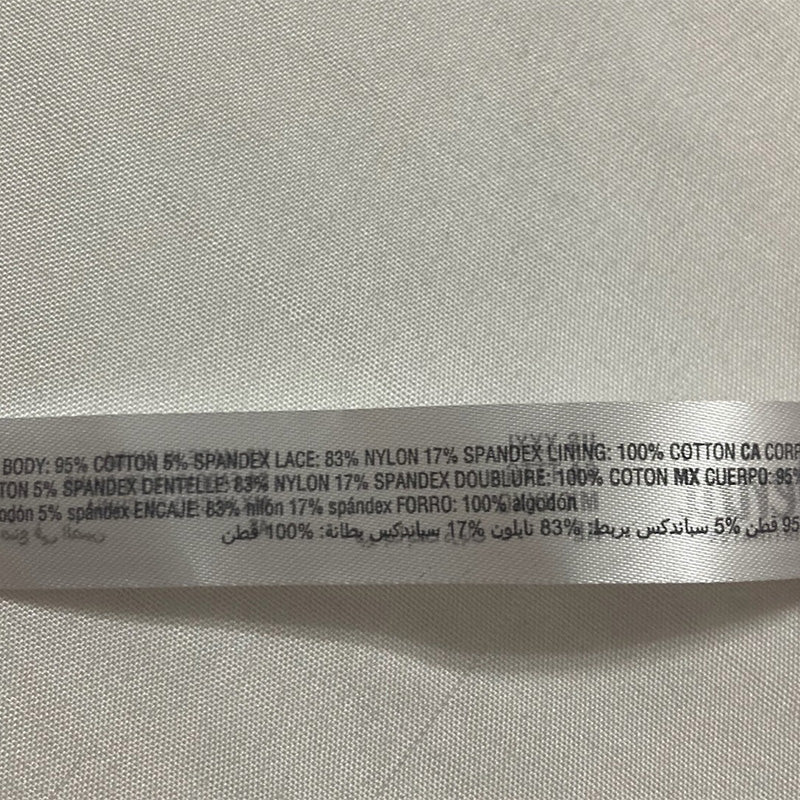 BODY: 95% COTTON 5% SPANDEX LACE: 83% NYLON 17% SPANDEX LINING: 100% COTTON CA CORP
TON 5% SPANDEX DENTELLE: 83% NYLON 17% SPANDEX DOUBLURE: 100% COTON MX CUERPO: 95%
odón 5% spándex ENCAJE: 83% nilón 17% spándex FORRO: 100% algodón
95 قطن 5% سباندكس يربط: 83% نايلون 17% سباندكس بطانة: 100% قطن